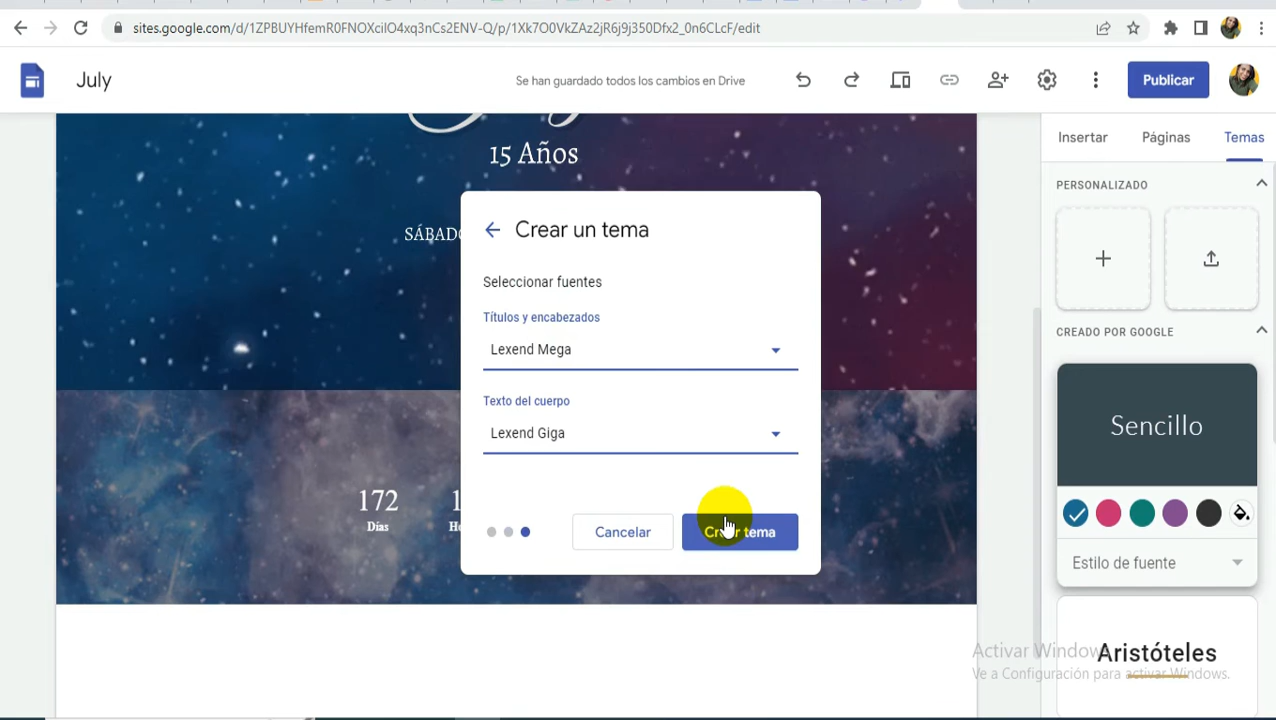 sites.google.com/d/1ZPBUYHfemR0FNOXcilO4xq3nCs2ENV-Q/p/1Xk7O0VkZAz2jR6j9j350Dfx2_0n6CLcF/edit
July
Se han guardado todos los cambios en Drive
Publicar
Insertar
Páginas
Temas
15 Años
PERSONALIZADO
Crear un tema
Seleccionar fuentes
Títulos y encabezados
Lexend Mega
Texto del cuerpo
Lexend Giga
Cancelar
Crear tema
172
Días
CREADO POR GOOGLE
Sencillo
Estilo de fuente
Aristóteles
Activar Windows
Ve a Configuración para activar Windows.